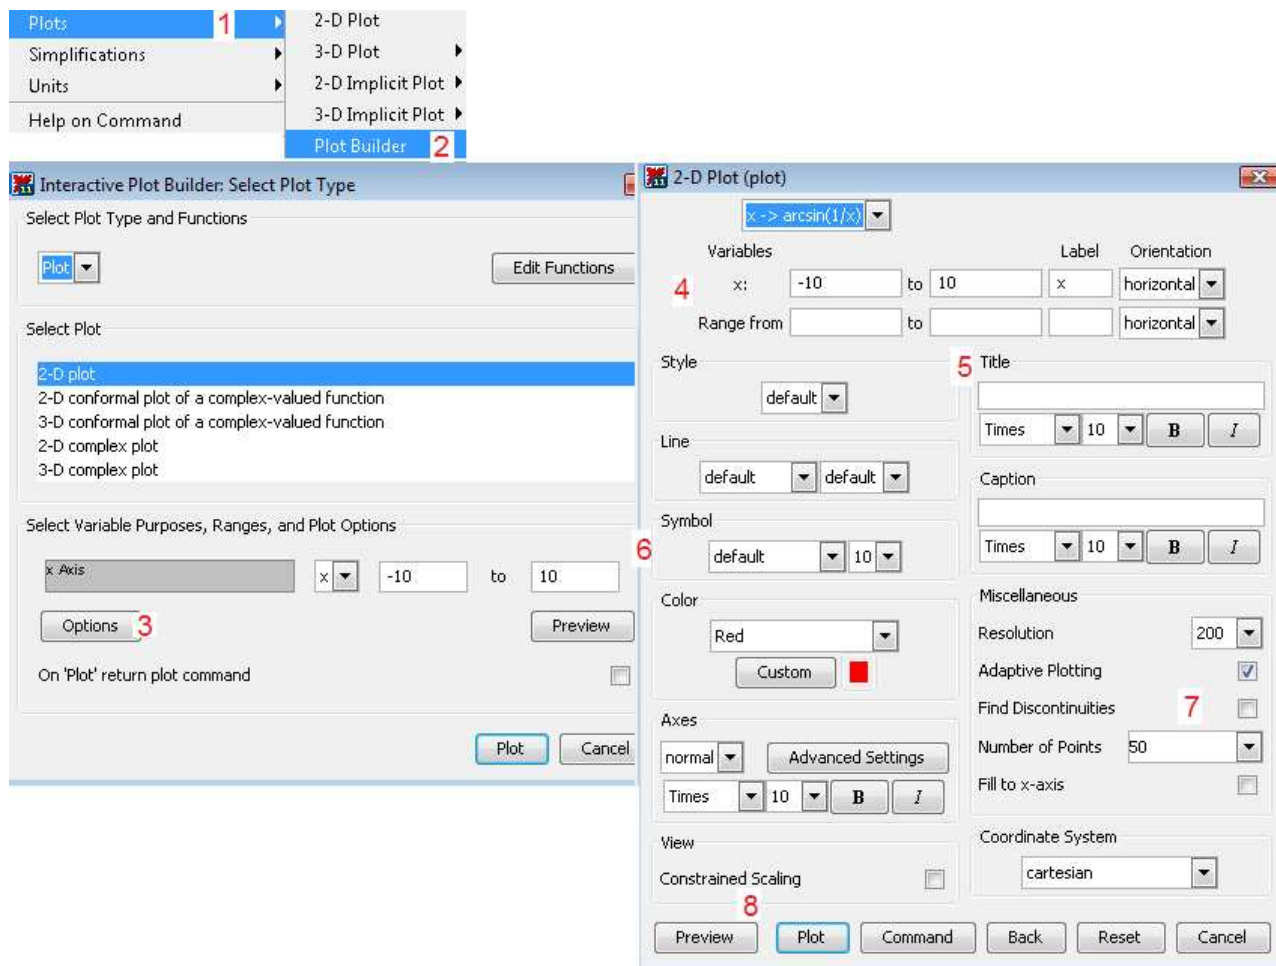 Plots 1
Simplifications
Units
Help on Command
2-D Plot
3-D Plot
2-D Implicit Plot
3-D Implicit Plot
Plot Builder 2
Interactive Plot Builder: Select Plot Type
Select Plot Type and Functions
Plot Edit Functions
Select Plot
2-D plot
2-D conformal plot of a complex-valued function
3-D conformal plot of a complex-valued function
2-D complex plot
3-D complex plot
Select Variable Purposes, Ranges, and Plot Options
x Axis x -10 to 10
Options 3 Preview
On 'Plot' return plot command
Plot Cancel
2-D Plot (plot)
x -> arcsin(1/x)
Variables Label Orientation
4 x: -10 to 10 x horizontal
Range from to horizontal
Style
default
Line
default default
6 Symbol
default 10
Color
Red
Custom
Axes
normal Advanced Settings
Times 10 B I
View
Constrained Scaling
5 Title
Times 10 B I
Caption
Times 10 B I
Miscellaneous
Resolution 200
Adaptive Plotting
Find Discontinuities 7
Number of Points 50
Fill to x-axis
Coordinate System
cartesian
8
Preview Plot Command Back Reset Cancel